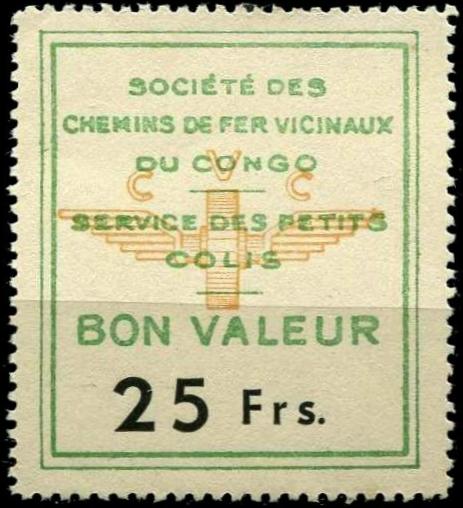 SOCIÉTÉ DES
CHEMINS DE FER VICINAUX
DU CONGO
C V C
SERVICE DES PETITS
COLIS
BON VALEUR
25 Frs.